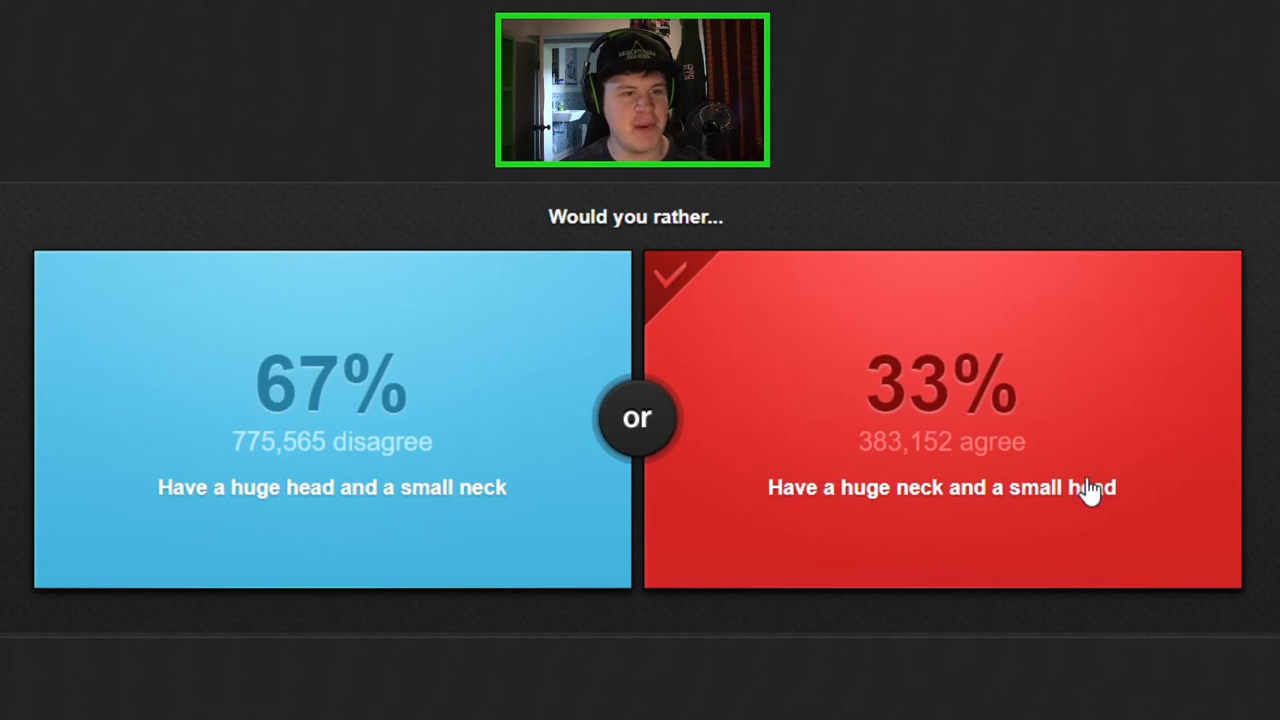 Would you rather...
67%
775,565 disagree
Have a huge head and a small neck
or
33%
383,152 agree
Have a huge neck and a small head